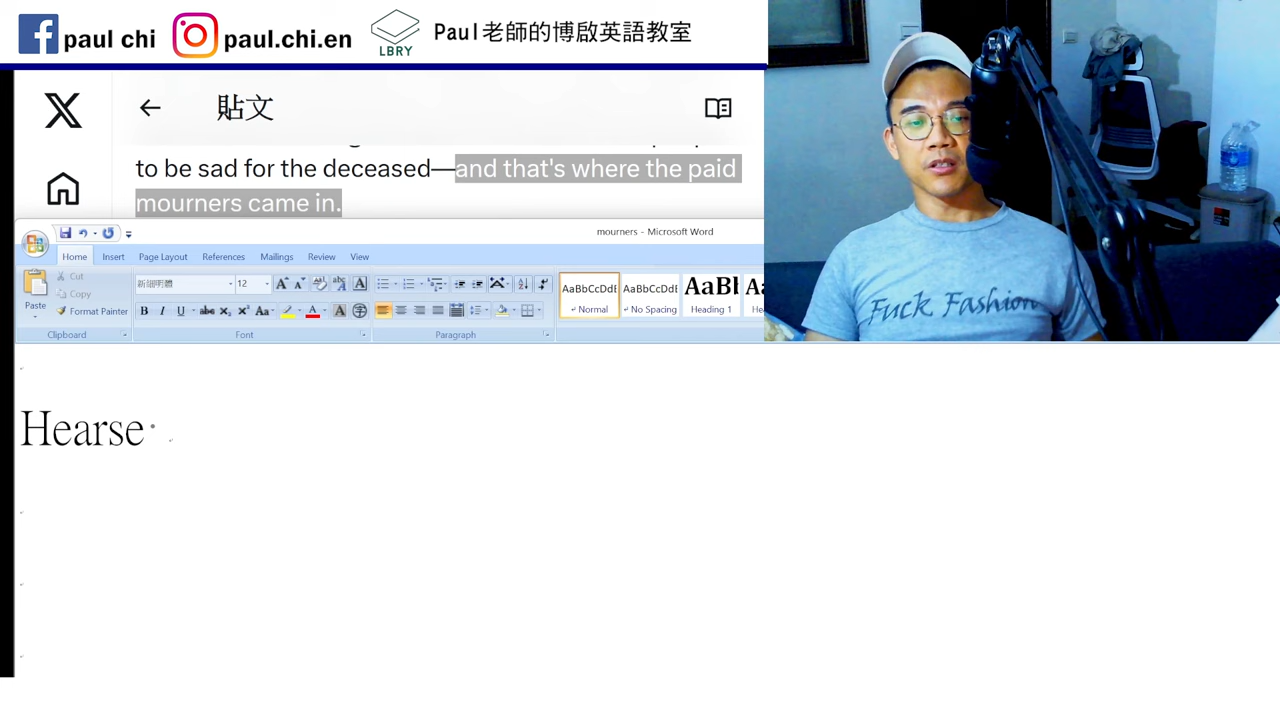 paul chi
paul.chi.en
LBRY
Paul老師的博啟英語教室
貼文
to be sad for the deceased—and that's where the paid
mourners came in.
mourners - Microsoft Word
Home Insert Page Layout References Mailings Review View
Paste
Cut
Copy
Format Painter
Clipboard
新細明體 12
Font
Paragraph
AaBbCcDdE AaBbCcDdE AaBb Aa
Normal No Spacing Heading 1 He
Fuck Fashion
Hearse